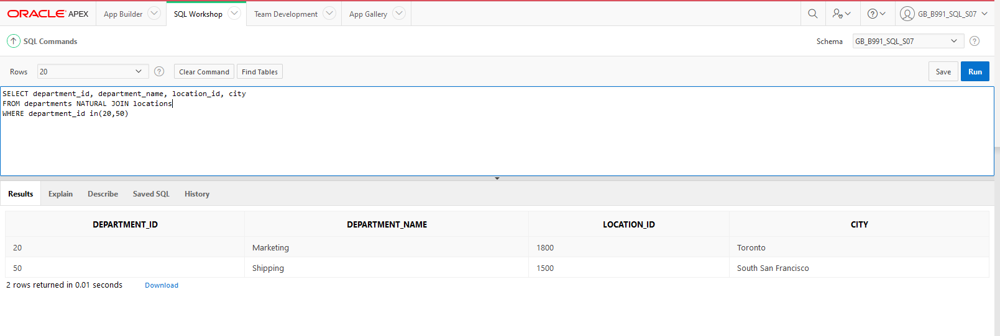 ORACLE APEX App Builder SQL Workshop Team Development App Gallery GB_B991_SQL_S07
SQL Commands Schema GB_B991_SQL_S07
Rows 20 Clear Command Find Tables Save Run
SELECT department_id, department_name, location_id, city
FROM departments NATURAL JOIN locations
WHERE department_id in(20,50)
Results Explain Describe Saved SQL History
DEPARTMENT_ID DEPARTMENT_NAME LOCATION_ID CITY
20 Marketing 1800 Toronto
50 Shipping 1500 South San Francisco
2 rows returned in 0.01 seconds Download